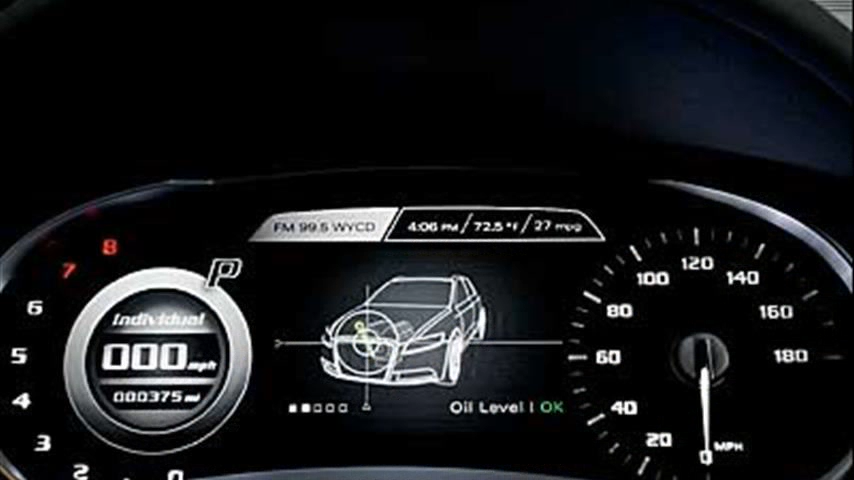 FM 99.5 WYCD
4:06 PM / 72.5 °F / 27 mpg
P
Individual
000 mph
000375 mi
8
7
6
5
4
3
2
0
Oil Level | OK
0
20
40
60
80
100
120
140
160
180
MPH